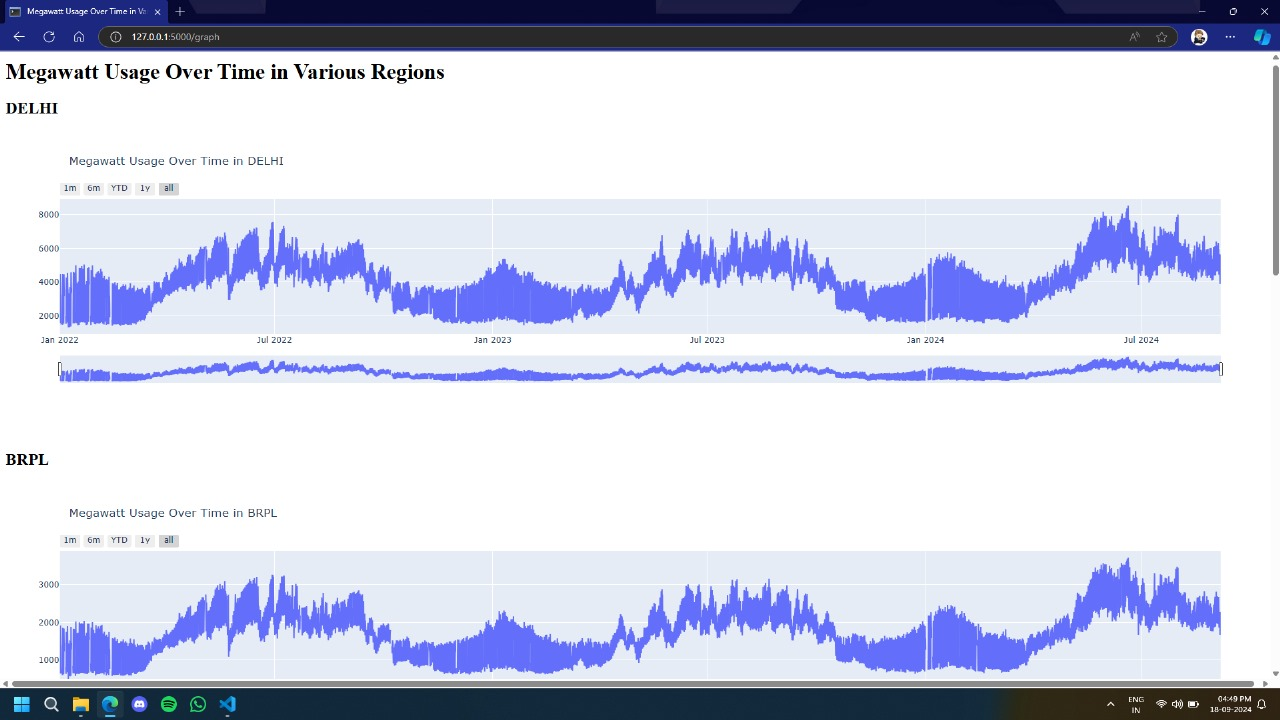 Megawatt Usage Over Time in Va
127.0.0.1:5000/graph
Megawatt Usage Over Time in Various Regions
DELHI
Megawatt Usage Over Time in DELHI
1m 6m YTD 1y all
8000
6000
4000
2000
Jan 2022 Jul 2022 Jan 2023 Jul 2023 Jan 2024 Jul 2024
BRPL
Megawatt Usage Over Time in BRPL
1m 6m YTD 1y all
3000
2000
1000
ENG
IN
04:49 PM
18-09-2024